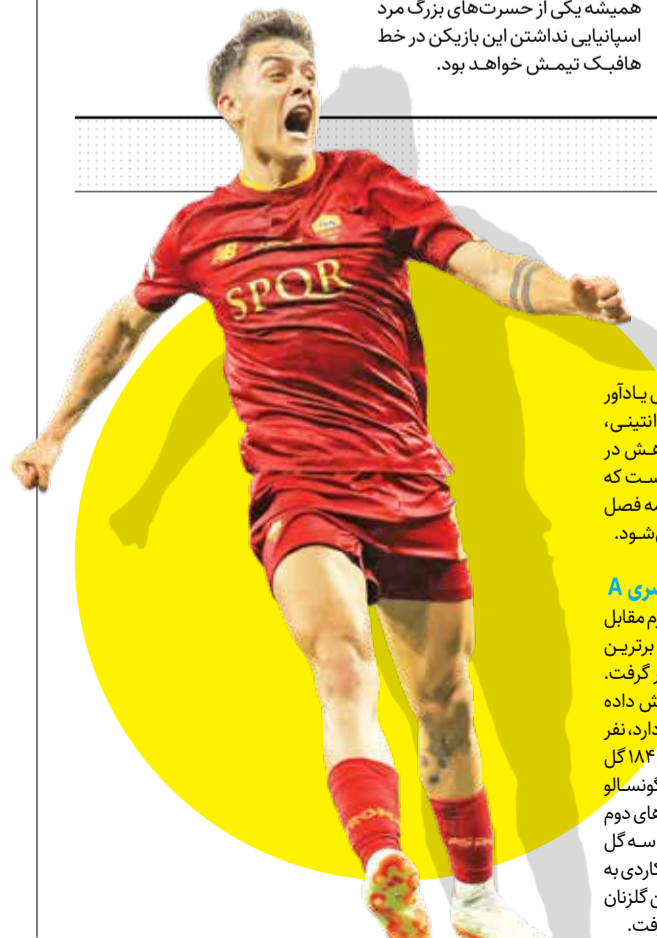 همیشه یکی از حسرت‌های بزرگ مرد
اسپانیایی نداشتن این بازیکن در خط
هافبک تیمش خواهد بود.
SPQR
یادآور
انتینی،
هش در
ست که
مه فصل
شود.
سری A
وم مقابل
برترین
ر گرفت.
ش داده
دارد، نفر
۱۸۴ گل
گونسالو
های دوم
سه گل
کاردی به
ن گلزنان
فت.